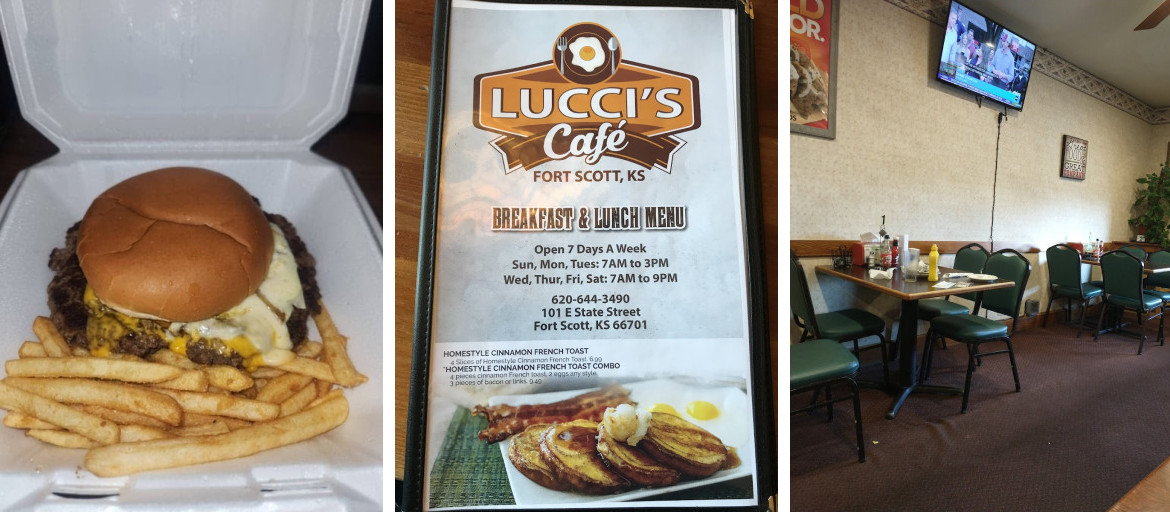 LUCCI'S
Café
FORT SCOTT, KS
BREAKFAST & LUNCH MENU
Open 7 Days A Week
Sun, Mon, Tues: 7AM to 3PM
Wed, Thur, Fri, Sat: 7AM to 9PM
620-644-3490
101 E State Street
Fort Scott, KS 66701
HOMESTYLE CINNAMON FRENCH TOAST
4 Slices of Homestyle Cinnamon French Toast. 6.99
*HOMESTYLE CINNAMON FRENCH TOAST COMBO
4 pieces cinnamon French toast, 2 eggs any style,
3 pieces of bacon or links. 9.49
OR.